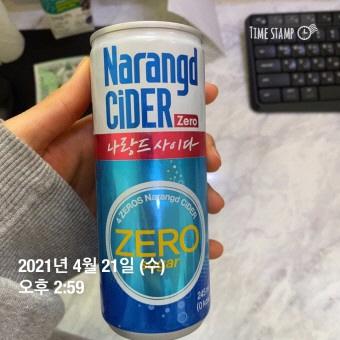 TIME STAMP
Narangd
CiDER
Zero
나랑드 사이다
4 ZEROS Narangd CIDER
ZERO
2021년 4월 21일 (수)
오후 2:59